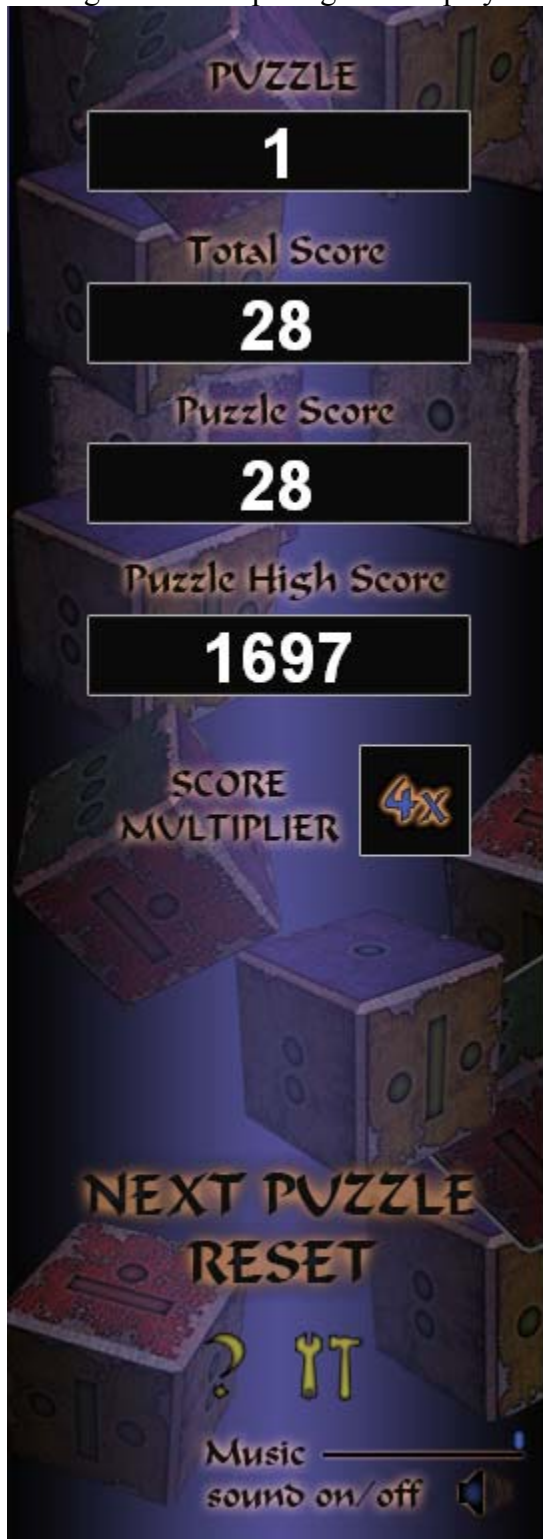 PUZZLE
1
Total Score
28
Puzzle Score
28
Puzzle High Score
1697
SCORE
MULTIPLIER
4x
NEXT PUZZLE
RESET
?
Music
sound on/off